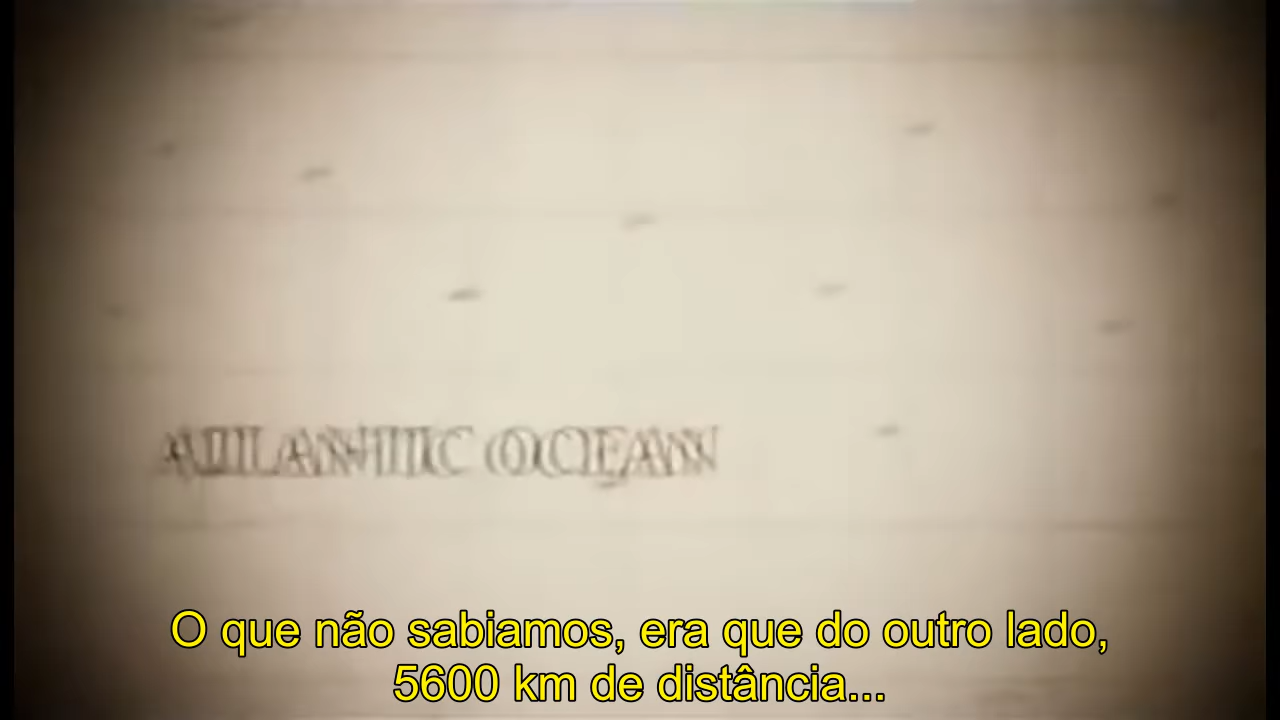 ATLANTIC OCEAN
O que não sabiamos, era que do outro lado,
5600 km de distância...